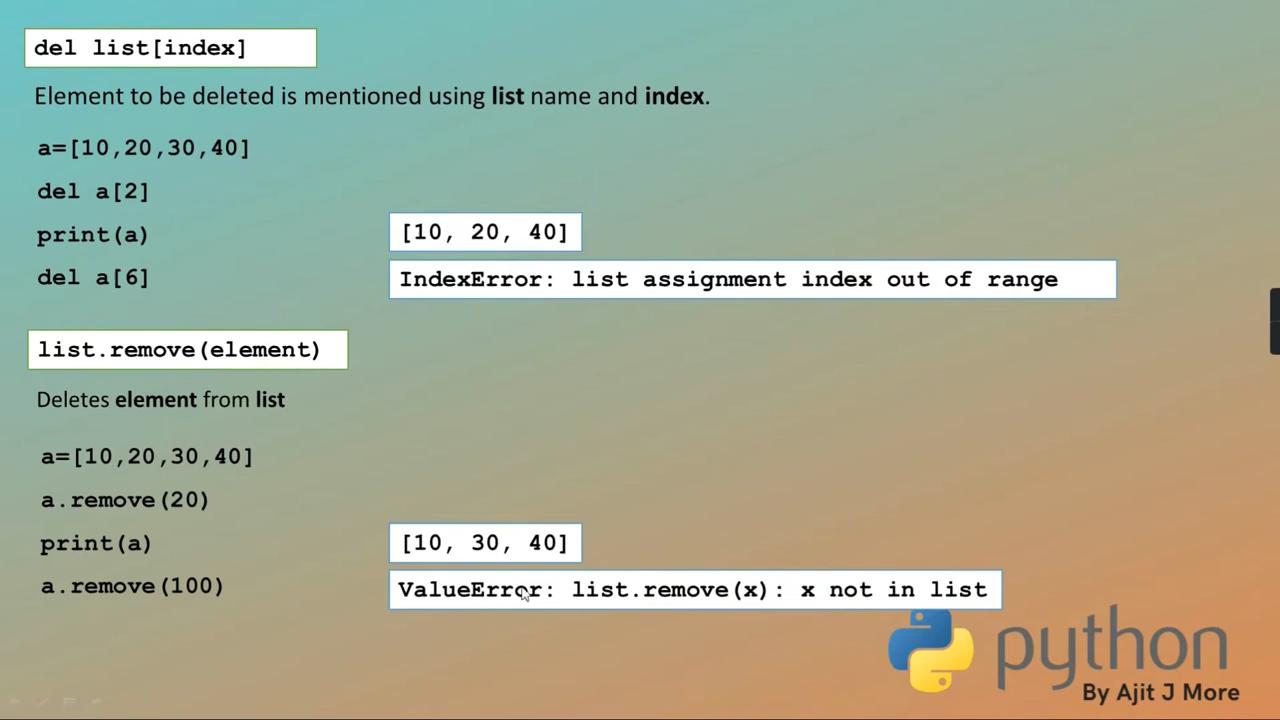 del list[index]
Element to be deleted is mentioned using list name and index.
a=[10,20,30,40]
del a[2]
print(a)
[10, 20, 40]
del a[6]
IndexError: list assignment index out of range
list.remove(element)
Deletes element from list
a=[10,20,30,40]
a.remove(20)
print(a)
[10, 30, 40]
a.remove(100)
ValueError: list.remove(x): x not in list
python
By Ajit J More